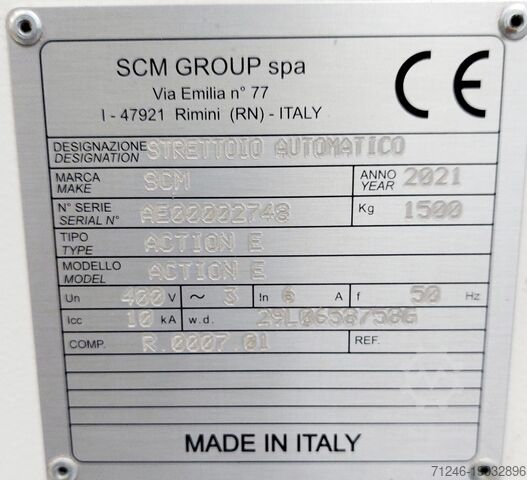 SCM GROUP spa
Via Emilia n° 77
I - 47921 Rimini (RN) - ITALY
CE
DESIGNAZIONE
DESIGNATION
STRETTOIO AUTOMATICO
MARCA
MAKE
SCM
ANNO
YEAR
2021
N° SERIE
SERIAL N°
AE00002748
Kg
1500
TIPO
TYPE
ACTION E
MODELLO
MODEL
ACTION E
Un 400 V ~ 3 In 6 A f 50 Hz
Icc 10 kA w.d.
COMP. R.0007.01 REF.
MADE IN ITALY
71246-19032896